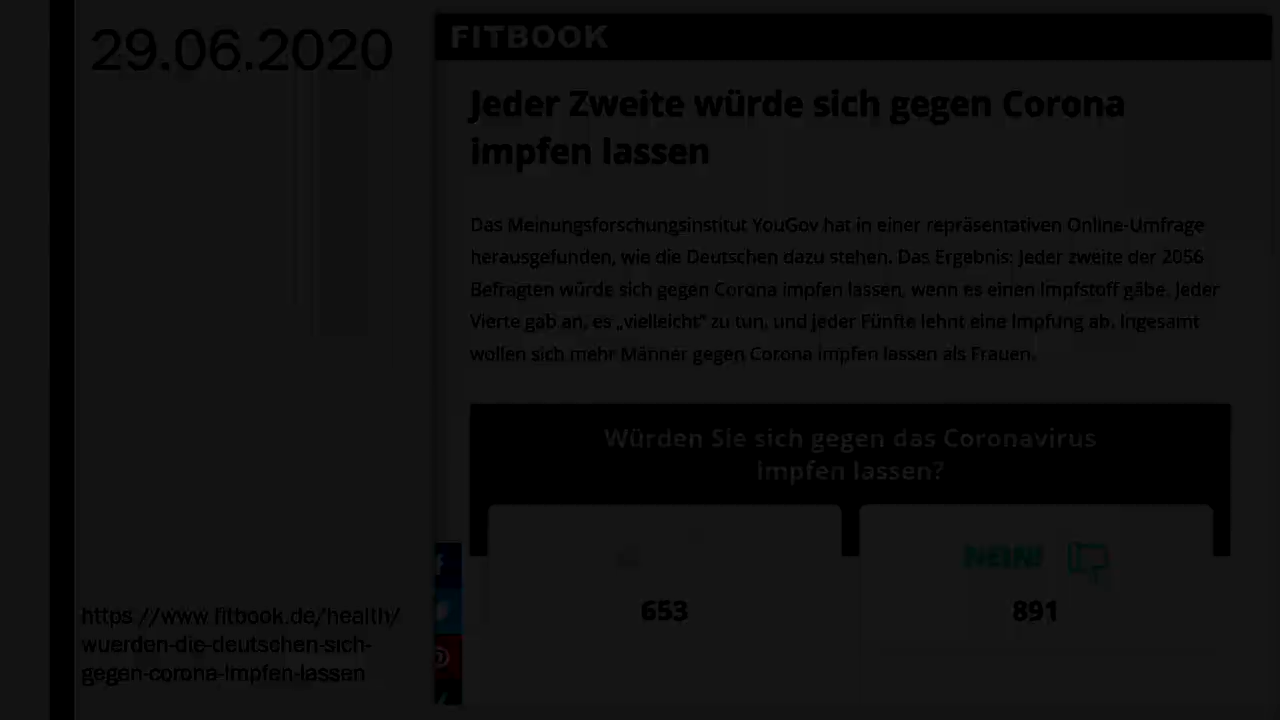 29.06.2020
FITBOOK
Jeder Zweite würde sich gegen Corona
impfen lassen
Das Meinungsforschungsinstitut YouGov hat in einer repräsentativen Online-Umfrage
herausgefunden, wie die Deutschen dazu stehen. Das Ergebnis: Jeder zweite der 2056
Befragten würde sich gegen Corona impfen lassen, wenn es einen Impfstoff gäbe. Jeder
Vierte gab an, es „vielleicht“ zu tun, und jeder Fünfte lehnt eine Impfung ab. Ingesamt
wollen sich mehr Männer gegen Corona impfen lassen als Frauen.
Würden Sie sich gegen das Coronavirus
impfen lassen?
NEIN!
653
891
https://www.fitbook.de/health/
wuerden-die-deutschen-sich-
gegen-corona-impfen-lassen